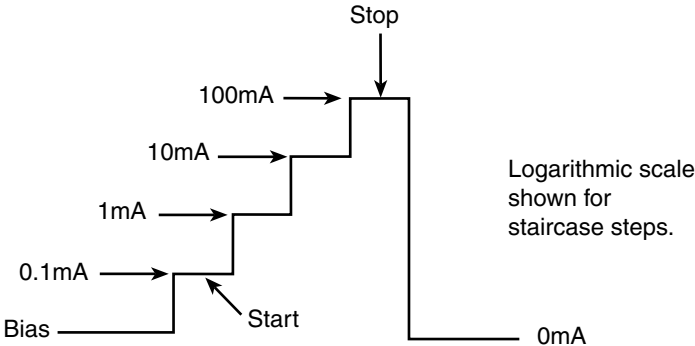 Stop
100mA
10mA
1mA
0.1mA
Bias
Start
Logarithmic scale
shown for
staircase steps.
0mA